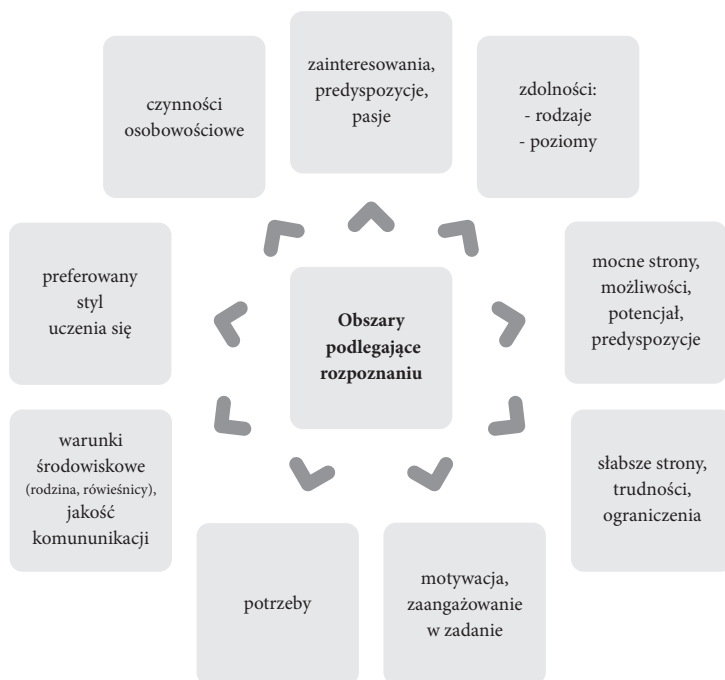 zainteresowania,
predyspozycje,
pasje
zdolności:
- rodzaje
- poziomy
mocne strony,
możliwości,
potencjał,
predyspozycje
słabsze strony,
trudności,
ograniczenia
motywacja,
zaangażowanie
w zadanie
potrzeby
warunki
środowiskowe
(rodzina, rówieśnicy),
jakość
komununikacji
preferowany
styl
uczenia się
czynności
osobowościowe
Obszary
podlegające
rozpoznaniu